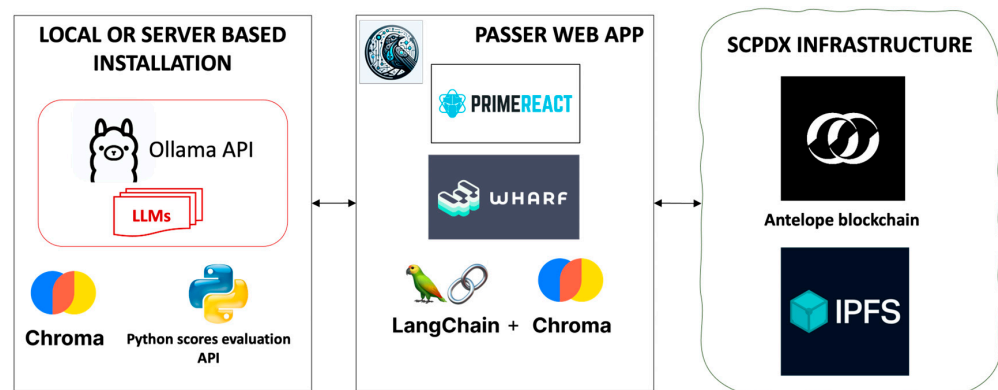 LOCAL OR SERVER BASED
INSTALLATION
Ollama API
LLMs
Chroma
Python scores evaluation
API
PASSER WEB APP
PRIMEREACT
WHARF
LangChain + Chroma
SCPDX INFRASTRUCTURE
Antelope blockchain
IPFS